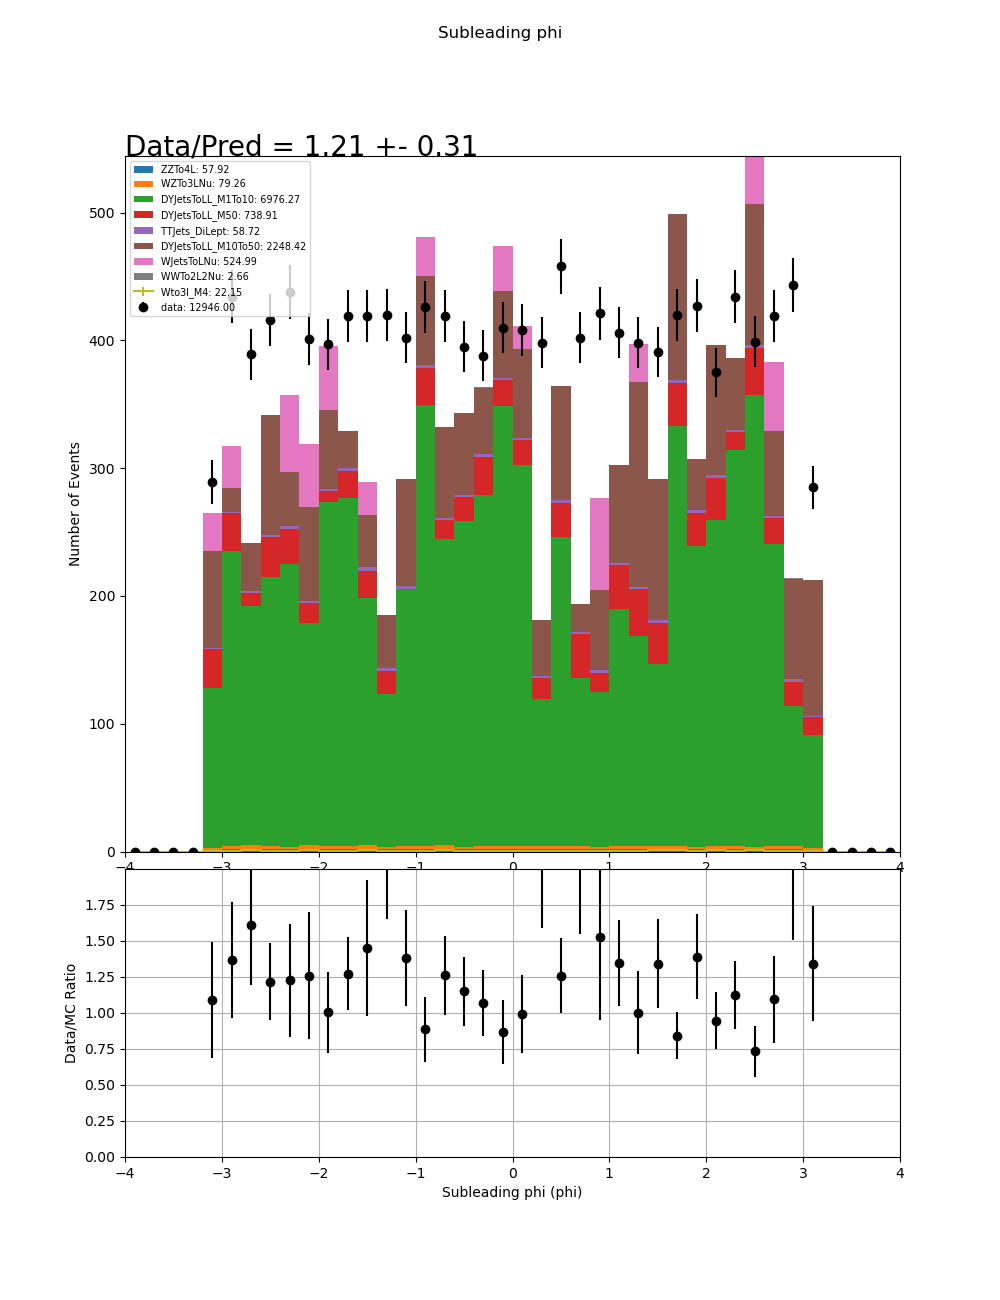 Subleading phi
Data/Pred = 1.21 +- 0.31
ZZTo4L: 57.92
WZTo3LNu: 79.26
DYJetsToLL_M1To10: 6976.27
DYJetsToLL_M50: 738.91
TTJets_DiLept: 58.72
DYJetsToLL_M10To50: 2248.42
WJetsToLNu: 524.99
WWTo2L2Nu: 2.66
Wto3l_M4: 22.15
data: 12946.00
Number of Events
500
400
300
200
100
0
−4 −3 −2 −1 0 1 2 3 4
Data/MC Ratio
1.75
1.50
1.25
1.00
0.75
0.50
0.25
0.00
−4 −3 −2 −1 0 1 2 3 4
Subleading phi (phi)